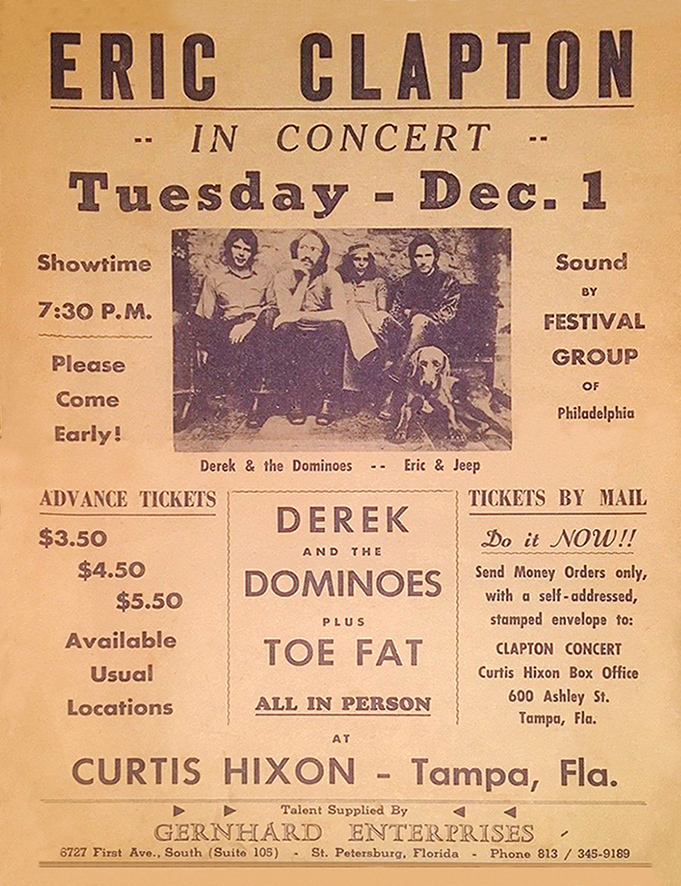 ERIC CLAPTON
-- IN CONCERT --
Tuesday - Dec. 1
Showtime
7:30 P.M.
Please
Come
Early!
Sound
BY
FESTIVAL
GROUP
OF
Philadelphia
Derek & the Dominoes -- Eric & Jeep
ADVANCE TICKETS
$3.50
$4.50
$5.50
Available
Usual
Locations
DEREK
AND THE
DOMINOES
PLUS
TOE FAT
ALL IN PERSON
TICKETS BY MAIL
Do it NOW!!
Send Money Orders only,
with a self-addressed,
stamped envelope to:
CLAPTON CONCERT
Curtis Hixon Box Office
600 Ashley St.
Tampa, Fla.
AT
CURTIS HIXON - Tampa, Fla.
Talent Supplied By
GERNHARD ENTERPRISES
6727 First Ave., South (Suite 105) - St. Petersburg, Florida - Phone 813 / 345-9189